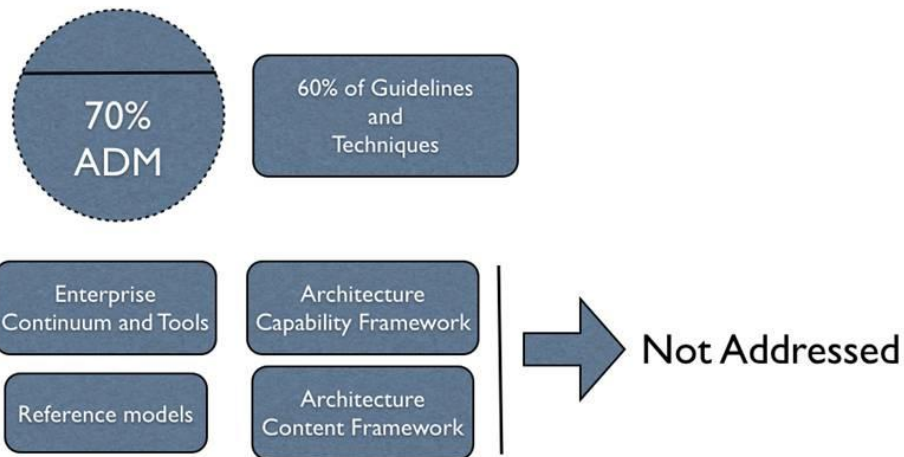 70%
ADM
60% of Guidelines
and
Techniques
Enterprise
Continuum and Tools
Architecture
Capability Framework
Reference models
Architecture
Content Framework
Not Addressed